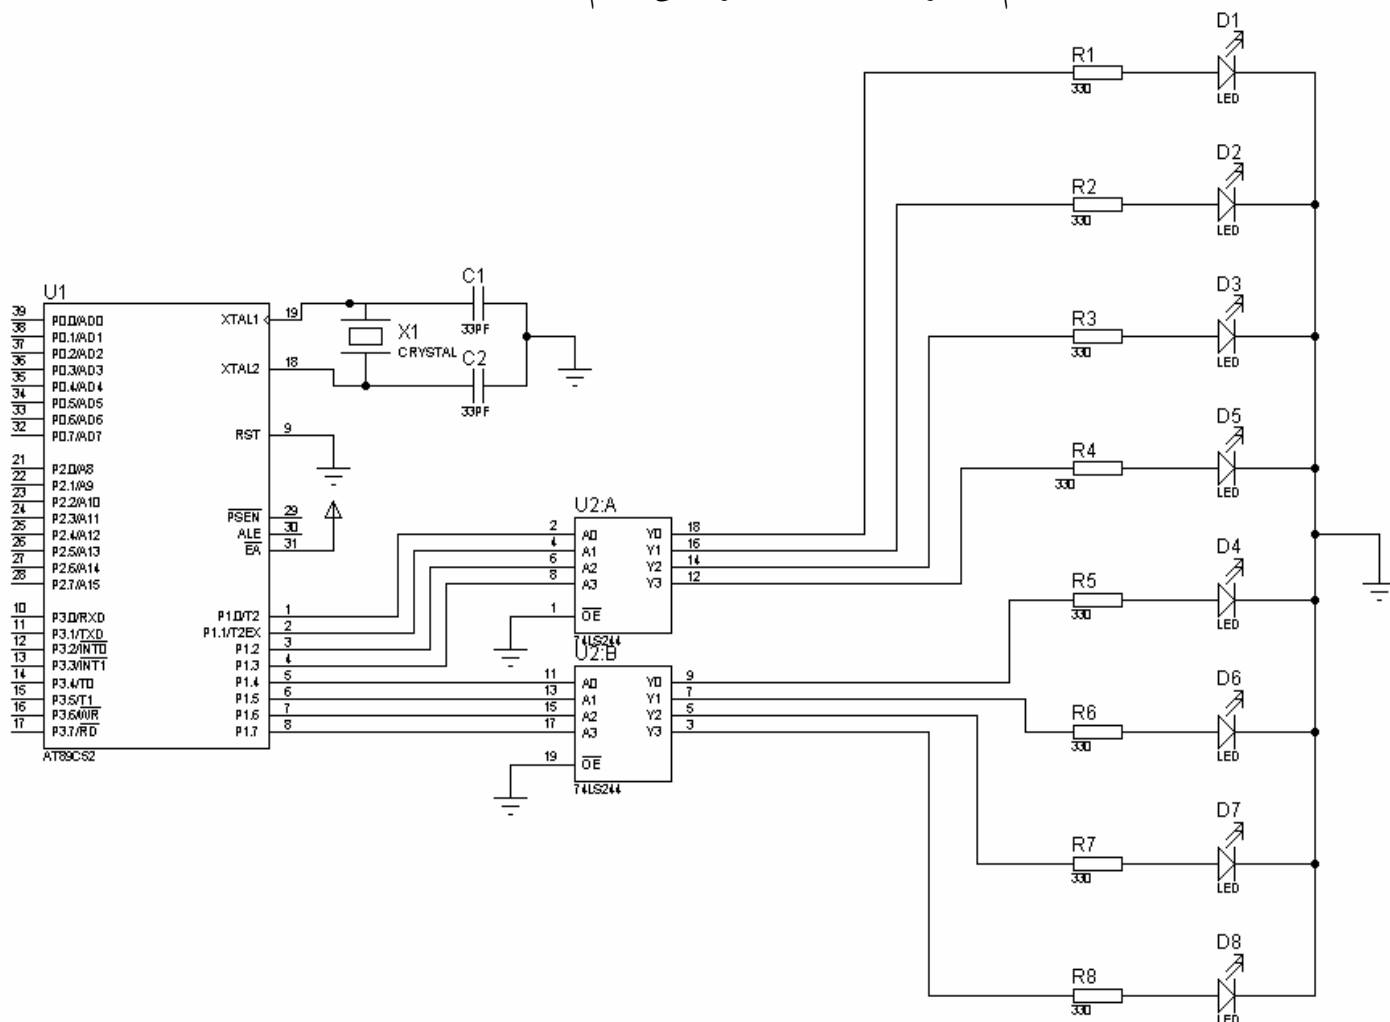 D1
R1
330
LED
D2
R2
330
LED
D3
R3
330
LED
D5
R4
330
LED
D4
R5
330
LED
D6
R6
330
LED
D7
R7
330
LED
D8
R8
330
LED
U1
39 P0.0/AD0
38 P0.1/AD1
37 P0.2/AD2
36 P0.3/AD3
35 P0.4/AD4
34 P0.5/AD5
33 P0.6/AD6
32 P0.7/AD7
21 P2.0/A8
22 P2.1/A9
23 P2.2/A10
24 P2.3/A11
25 P2.4/A12
26 P2.5/A13
27 P2.6/A14
28 P2.7/A15
10 P3.0/RXD
11 P3.1/TXD
12 P3.2/INT0
13 P3.3/INT1
14 P3.4/T0
15 P3.5/T1
16 P3.6/WR
17 P3.7/RD
XTAL1 19
XTAL2 18
RST 9
PSEN 29
ALE 30
EA 31
P1.0/T2 1
P1.1/T2EX 2
P1.2 3
P1.3 4
P1.4 5
P1.5 6
P1.6 7
P1.7 8
AT89C52
C1
33PF
X1
CRYSTAL
C2
33PF
U2:A
2 A0 Y0 18
4 A1 Y1 16
6 A2 Y2 14
8 A3 Y3 12
1 OE
74LS244
U2:B
11 A0 Y0 9
13 A1 Y1 7
15 A2 Y2 5
17 A3 Y3 3
19 OE
74LS244